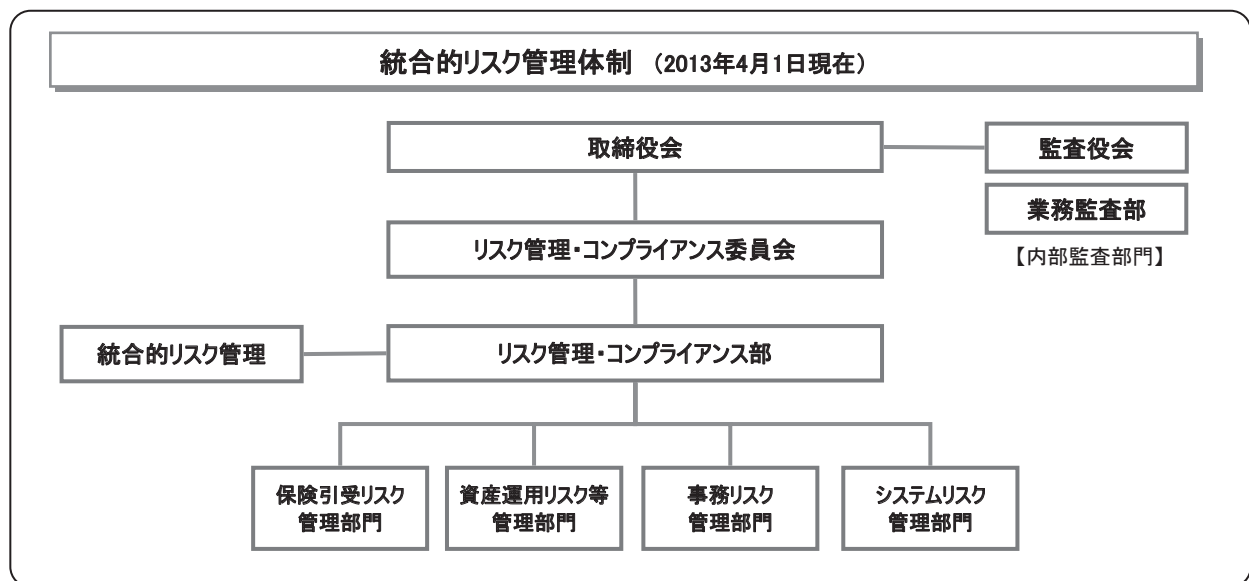 統合的リスク管理体制 （2013年4月1日現在）
取締役会
監査役会
業務監査部
【内部監査部門】
リスク管理・コンプライアンス委員会
統合的リスク管理
リスク管理・コンプライアンス部
保険引受リスク
管理部門
資産運用リスク等
管理部門
事務リスク
管理部門
システムリスク
管理部門